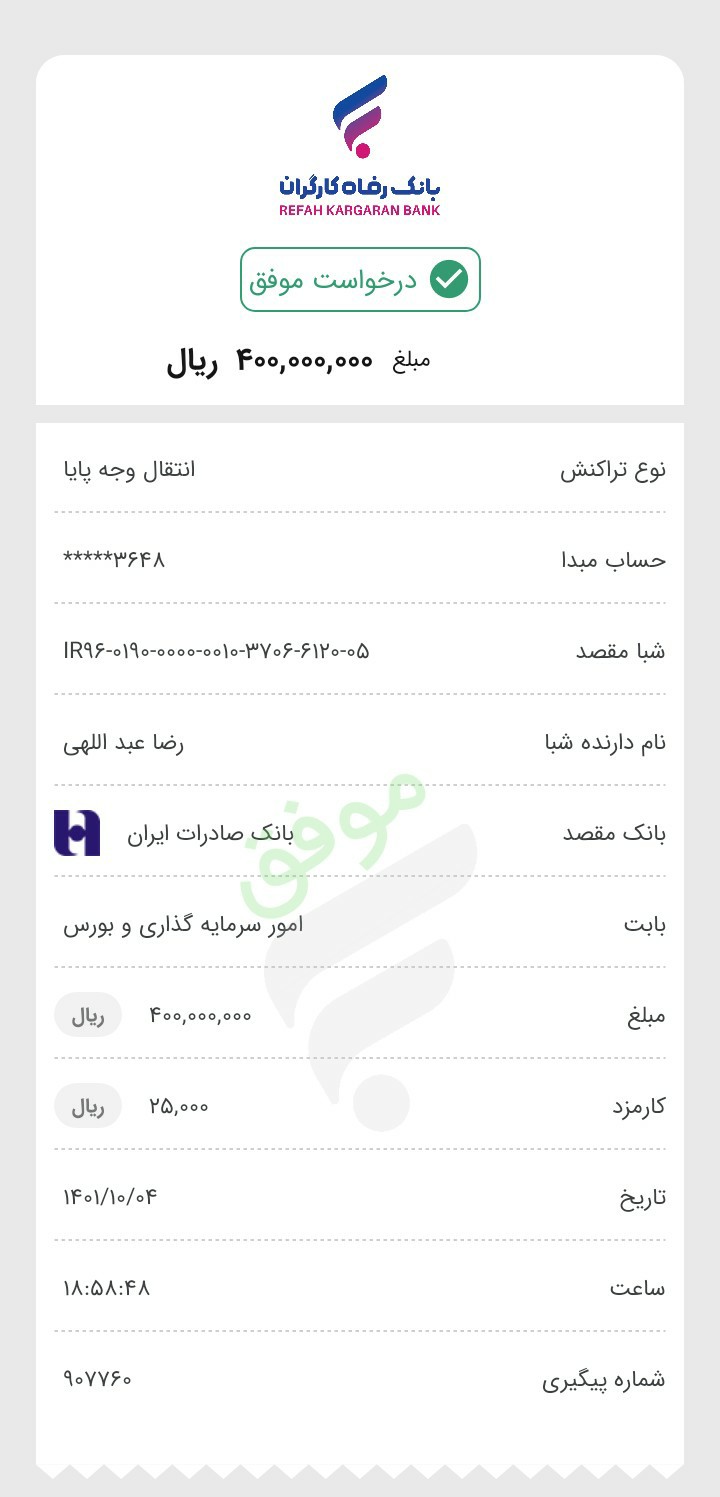 بانک رفاه کارگران
REFAH KARGARAN BANK
درخواست موفق
مبلغ ۴۰۰,۰۰۰,۰۰۰ ریال
نوع تراکنش انتقال وجه پایا
حساب مبدا *****۳۶۴۸
شبا مقصد IR۹۶-۰۱۹۰-۰۰۰۰-۰۰۱۰-۳۷۰۶-۶۱۲۰-۰۵
نام دارنده شبا رضا عبد اللهی
موفق
بانک مقصد بانک صادرات ایران
بابت امور سرمایه گذاری و بورس
مبلغ ۴۰۰,۰۰۰,۰۰۰ ریال
کارمزد ۲۵,۰۰۰ ریال
تاریخ ۱۴۰۱/۱۰/۰۴
ساعت ۱۸:۵۸:۴۸
شماره پیگیری ۹۰۷۷۶۰